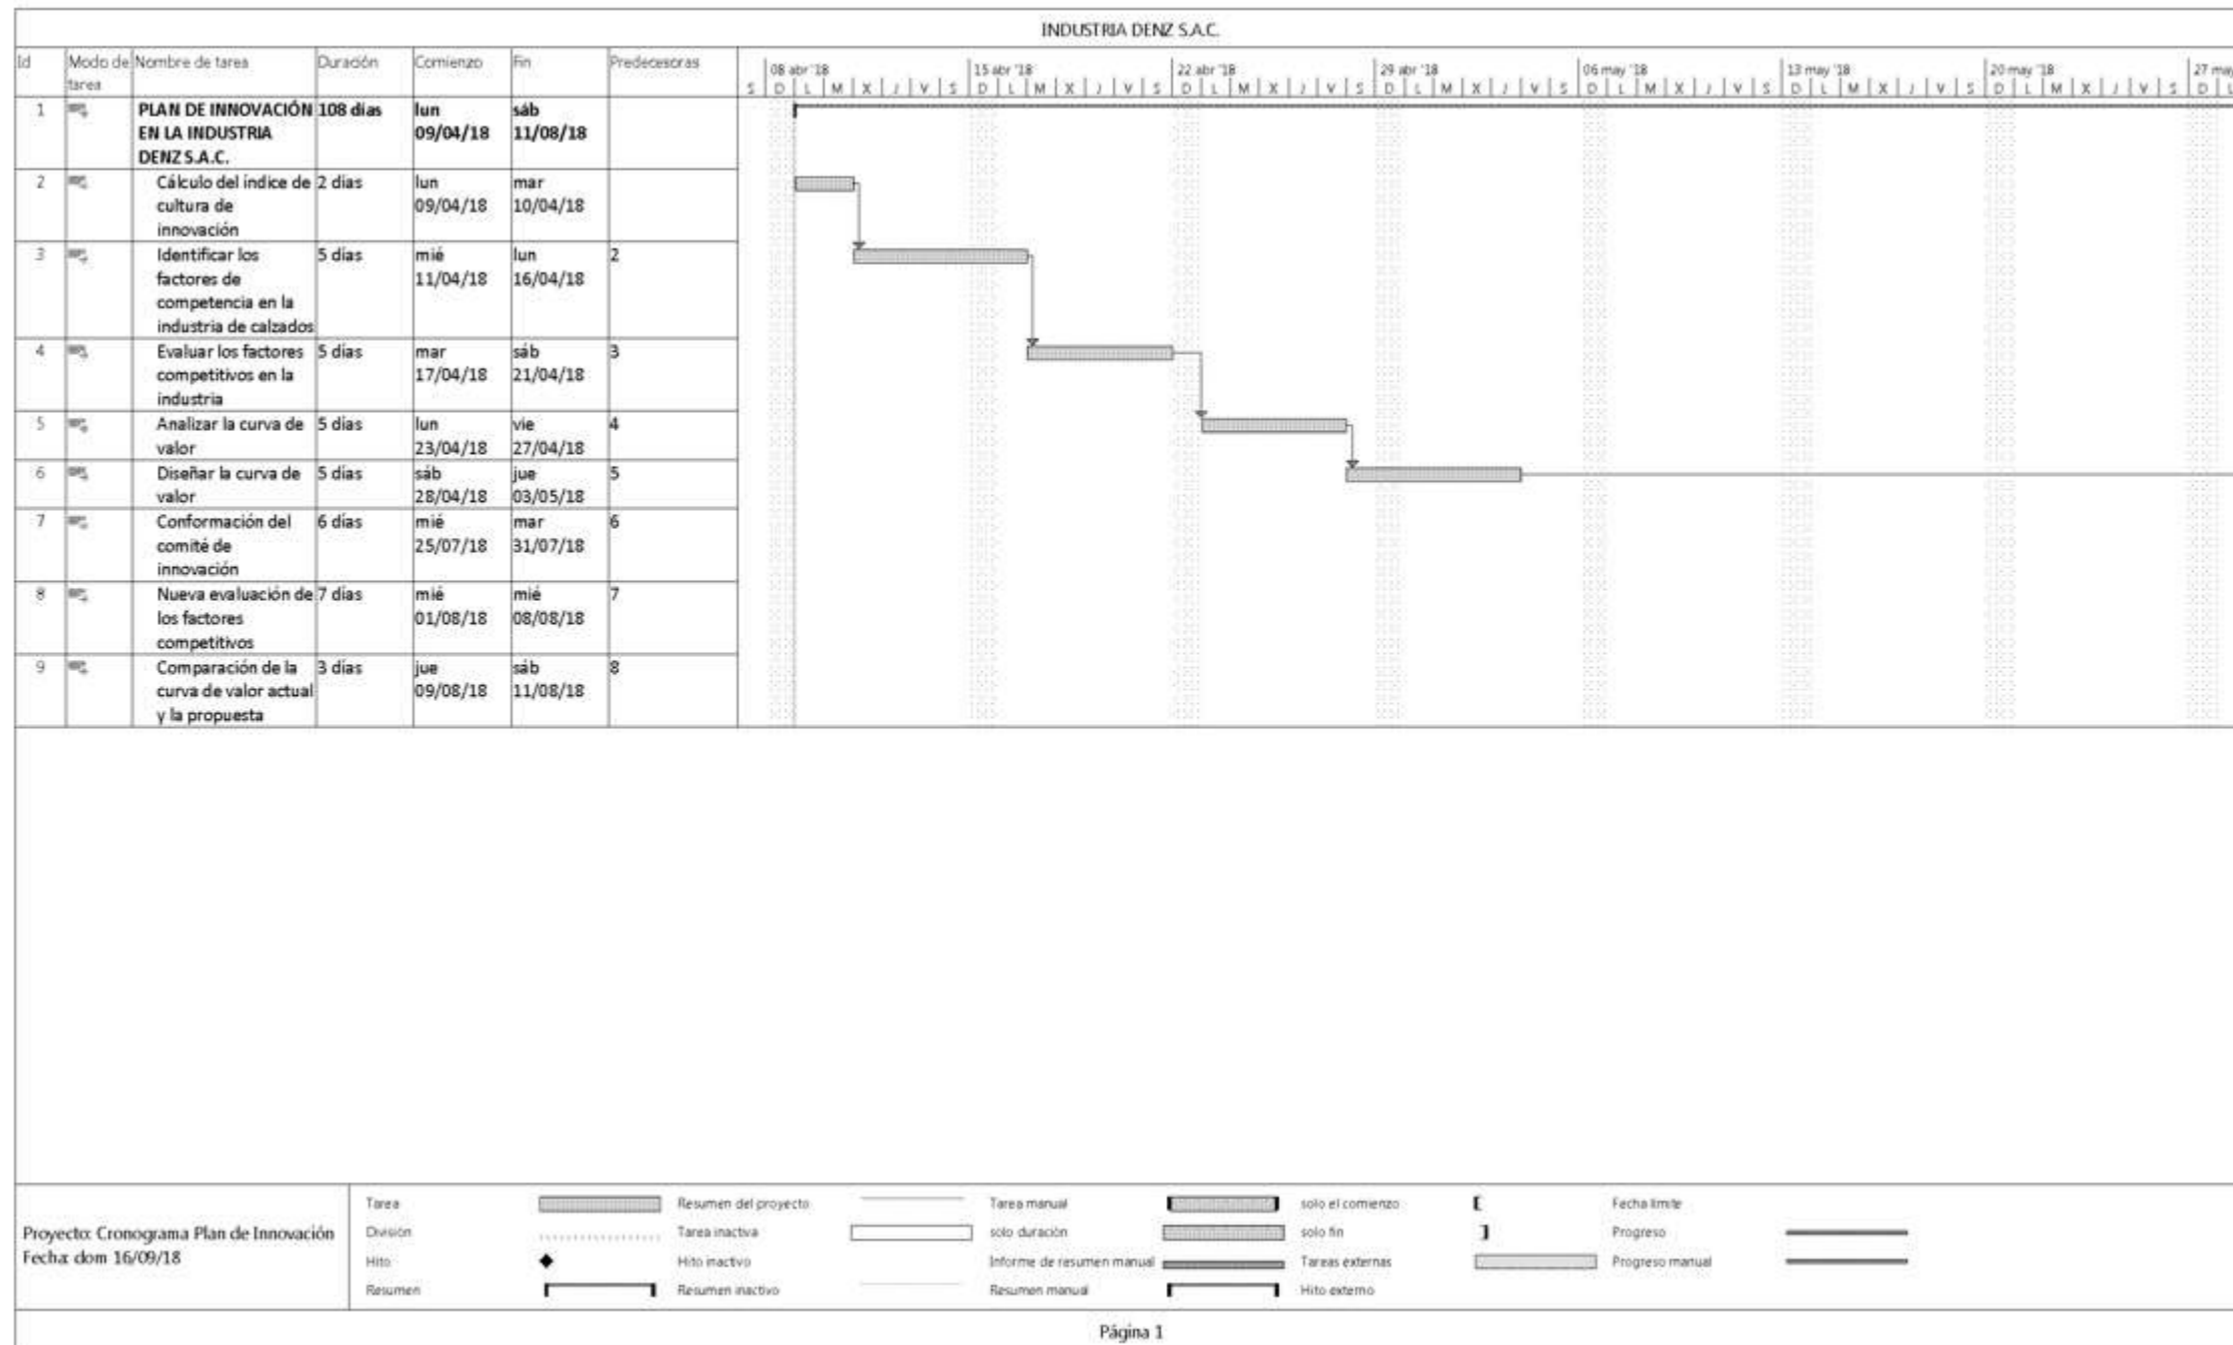 INDUSTRIA DENZ S.A.C.
Id
Modo de
tarea
Nombre de tarea
Duración
Comienzo
Fin
Predecesoras
08 abr '18
15 abr '18
22 abr '18
29 abr '18
06 may '18
13 may '18
20 may '18
27 may
S D L M X J V S D L M X J V S D L M X J V S D L M X J V S D L M X J V S D L M X J V S D L M X J V S D L
1
PLAN DE INNOVACIÓN
EN LA INDUSTRIA
DENZ S.A.C.
108 días
lun
09/04/18
sáb
11/08/18
2
Cálculo del índice de
cultura de
innovación
2 días
lun
09/04/18
mar
10/04/18
3
Identificar los
factores de
competencia en la
industria de calzados
5 días
mié
11/04/18
lun
16/04/18
2
4
Evaluar los factores
competitivos en la
industria
5 días
mar
17/04/18
sáb
21/04/18
3
5
Analizar la curva de
valor
5 días
lun
23/04/18
vie
27/04/18
4
6
Diseñar la curva de
valor
5 días
sáb
28/04/18
jue
03/05/18
5
7
Conformación del
comité de
innovación
6 días
mié
25/07/18
mar
31/07/18
6
8
Nueva evaluación de
los factores
competitivos
7 días
mié
01/08/18
mié
08/08/18
7
9
Comparación de la
curva de valor actual
y la propuesta
3 días
jue
09/08/18
sáb
11/08/18
8
Proyecto: Cronograma Plan de Innovación
Fecha: dom 16/09/18
Tarea
División
Hito
Resumen
Resumen del proyecto
Tarea inactiva
Hito inactivo
Resumen inactivo
Tarea manual
solo duración
Informe de resumen manual
Resumen manual
solo el comienzo
solo fin
Tareas externas
Hito externo
Fecha límite
Progreso
Progreso manual
Página 1